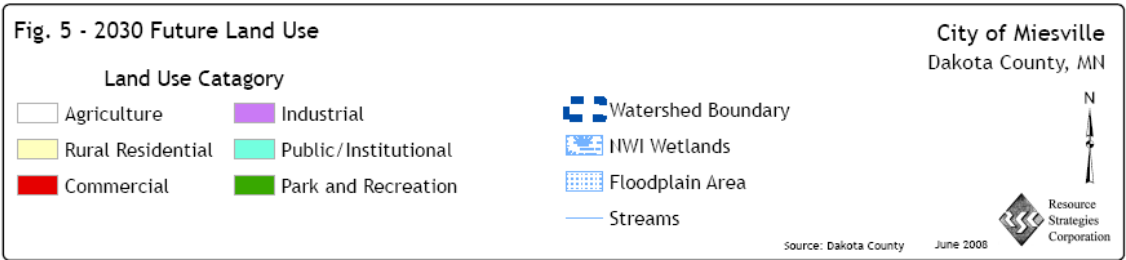 Fig. 5 - 2030 Future Land Use
City of Miesville
Dakota County, MN
Land Use Catagory
Agriculture
Industrial
Rural Residential
Public/Institutional
Commercial
Park and Recreation
Watershed Boundary
NWI Wetlands
Floodplain Area
Streams
N
RSC
Resource
Strategies
Corporation
Source: Dakota County
June 2008